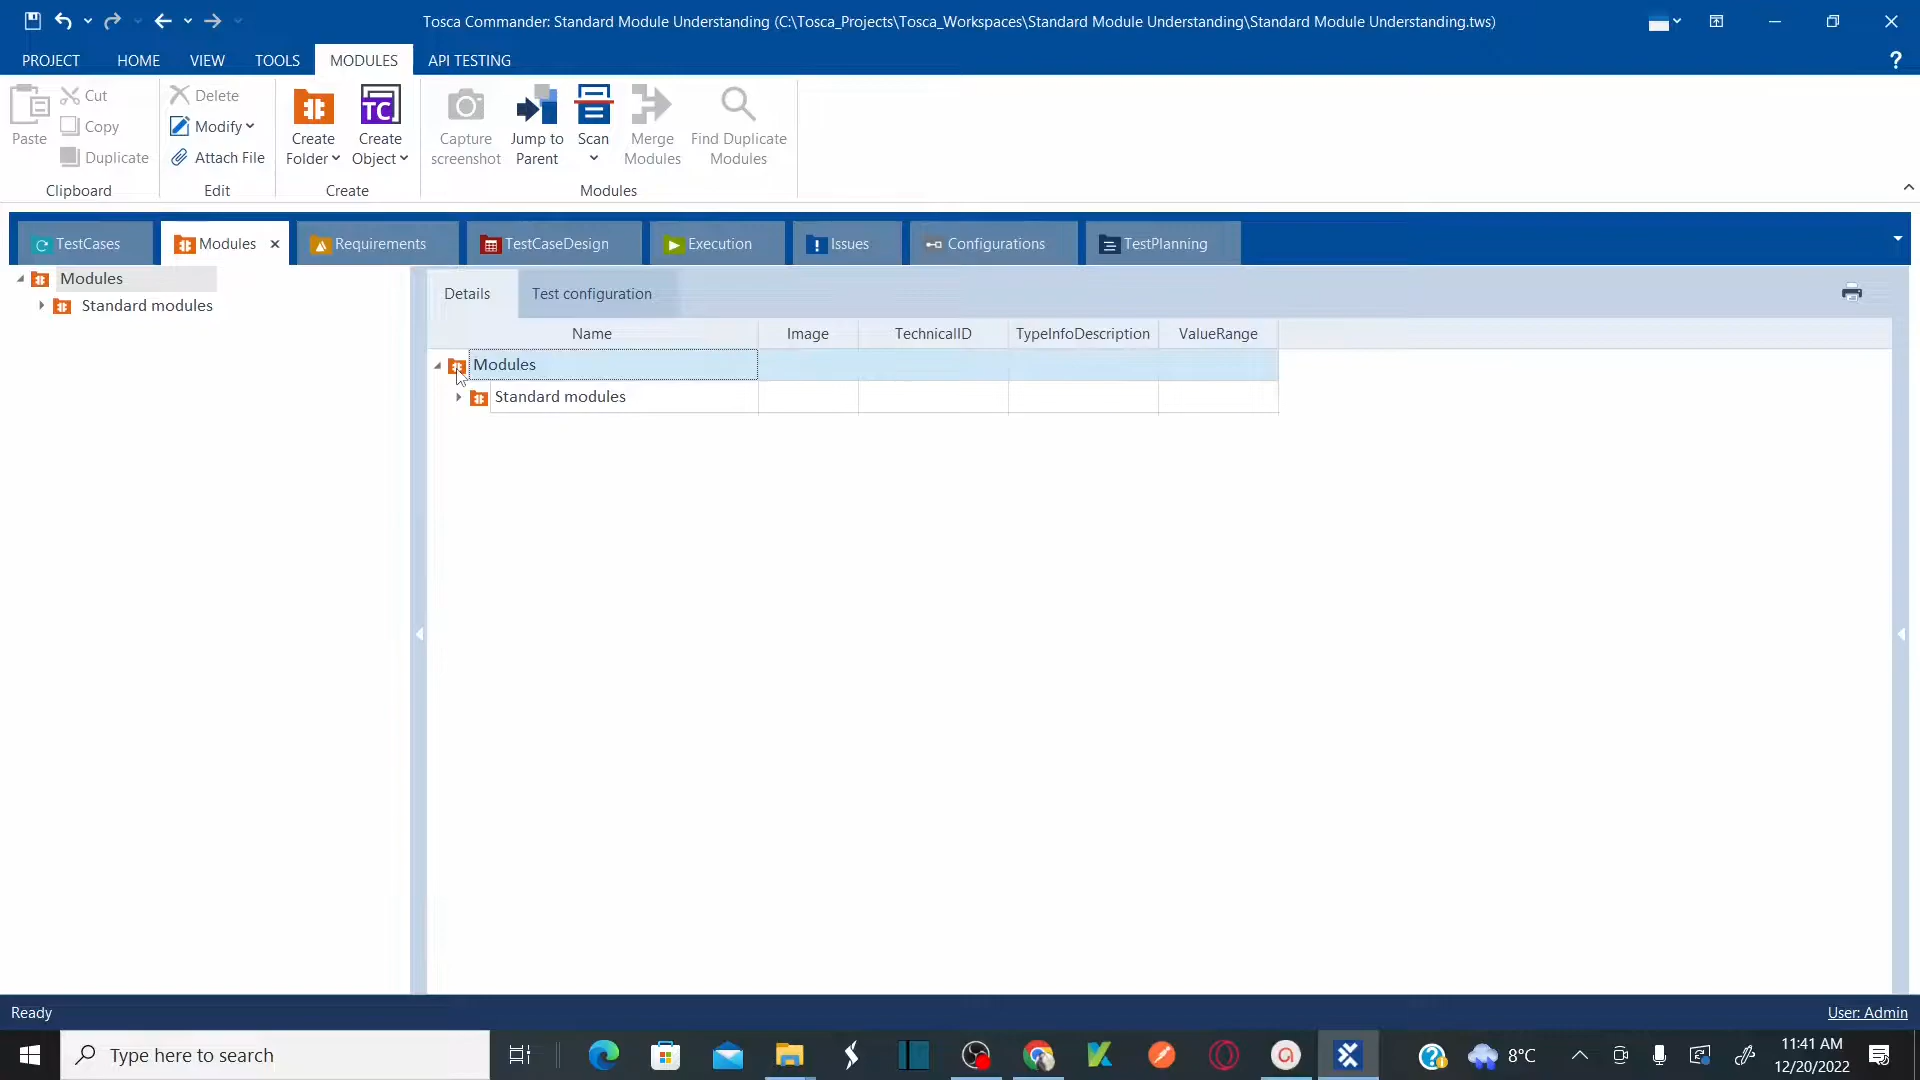 Tosca Commander: Standard Module Understanding (C:\Tosca_Projects\Tosca_Workspaces\Standard Module Understanding\Standard Module Understanding.tws)
PROJECT HOME VIEW TOOLS MODULES API TESTING ?
Paste
Cut
Copy
Duplicate
Clipboard
Delete
Modify
Attach File
Edit
TC
Create Folder
Create Object
Create
Capture screenshot
Jump to Parent
Scan
Merge Modules
Find Duplicate Modules
Modules
TestCases Modules Requirements TestCaseDesign Execution Issues Configurations TestPlanning
Modules
Standard modules
Details Test configuration
Name Image TechnicalID TypeInfoDescription ValueRange
Modules
Standard modules
Ready User: Admin
Type here to search
8°C
11:41 AM
12/20/2022